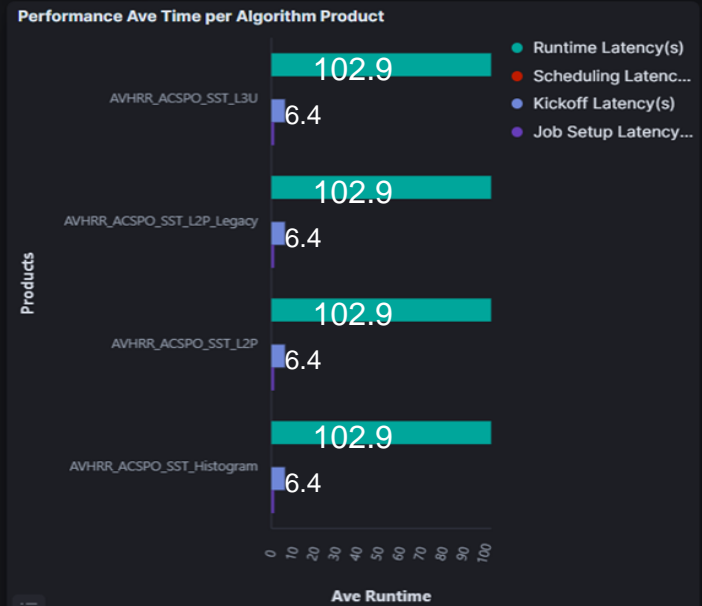 Performance Ave Time per Algorithm Product
Runtime Latency(s)
Scheduling Latenc...
Kickoff Latency(s)
Job Setup Latency...
Products
AVHRR_ACSPO_SST_L3U
102.9
6.4
AVHRR_ACSPO_SST_L2P_Legacy
102.9
6.4
AVHRR_ACSPO_SST_L2P
102.9
6.4
AVHRR_ACSPO_SST_Histogram
102.9
6.4
0 10 20 30 40 50 60 70 80 90 100
Ave Runtime